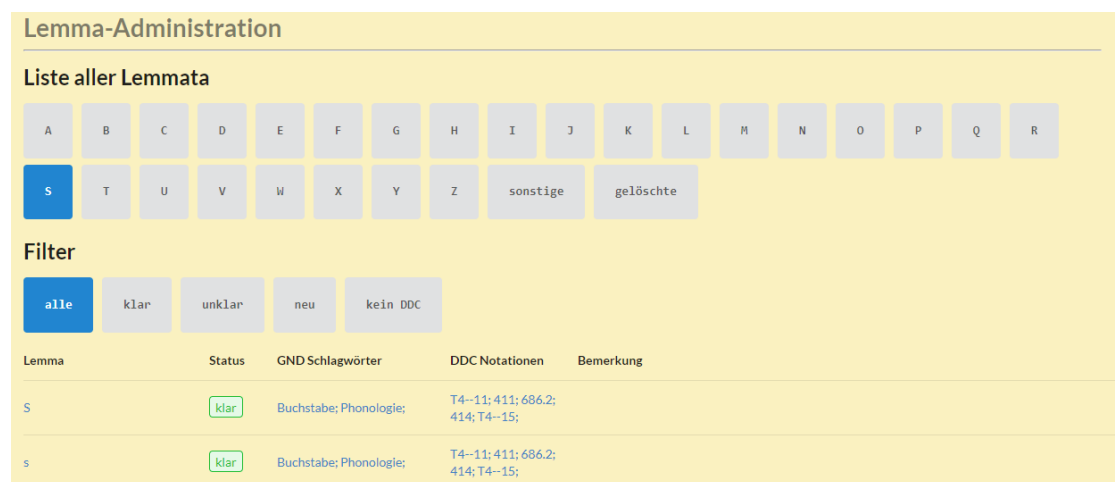 Lemma-Administration
Liste aller Lemmata
A B C D E F G H I J K L M N O P Q R
S T U V W X Y Z sonstige gelöschte
Filter
alle klar unklar neu kein DDC
Lemma Status GND Schlagwörter DDC Notationen Bemerkung
S klar Buchstabe; Phonologie; T4--11; 411; 686.2;
414; T4--15;
s klar Buchstabe; Phonologie; T4--11; 411; 686.2;
414; T4--15;